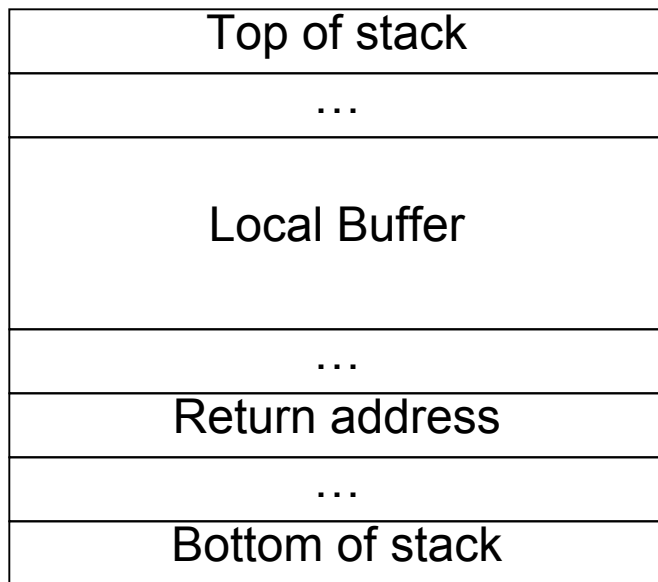 Top of stack
…
Local Buffer
…
Return address
…
Bottom of stack